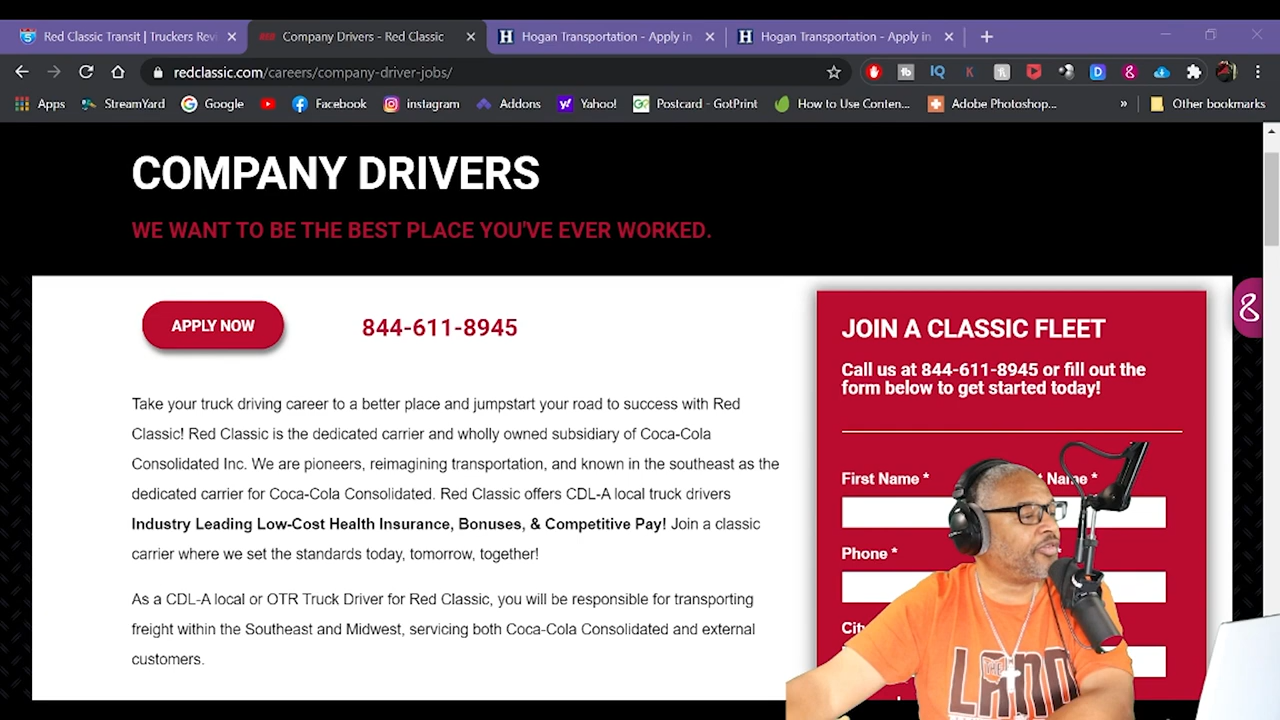 Red Classic Transit | Truckers Revi
Company Drivers - Red Classic
Hogan Transportation - Apply in
Hogan Transportation - Apply in
redclassic.com/careers/company-driver-jobs/
Apps
StreamYard
Google
Facebook
instagram
Addons
Yahoo!
Postcard - GotPrint
How to Use Conten...
Adobe Photoshop...
»
Other bookmarks
COMPANY DRIVERS
WE WANT TO BE THE BEST PLACE YOU'VE EVER WORKED.
APPLY NOW
844-611-8945
Take your truck driving career to a better place and jumpstart your road to success with Red
Classic! Red Classic is the dedicated carrier and wholly owned subsidiary of Coca-Cola
Consolidated Inc. We are pioneers, reimagining transportation, and known in the southeast as the
dedicated carrier for Coca-Cola Consolidated. Red Classic offers CDL-A local truck drivers
Industry Leading Low-Cost Health Insurance, Bonuses, & Competitive Pay! Join a classic
carrier where we set the standards today, tomorrow, together!
As a CDL-A local or OTR Truck Driver for Red Classic, you will be responsible for transporting
freight within the Southeast and Midwest, servicing both Coca-Cola Consolidated and external
customers.
JOIN A CLASSIC FLEET
Call us at 844-611-8945 or fill out the
form below to get started today!
First Name *
Name *
Phone *
City
THE
LAND